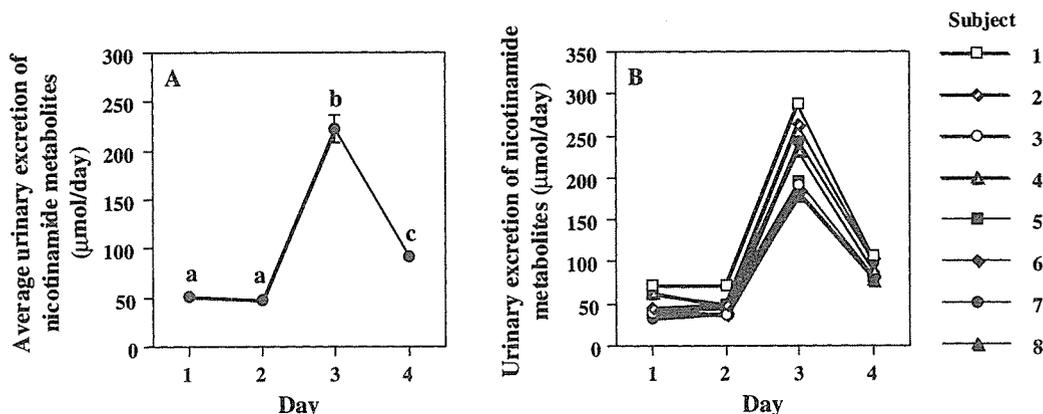 Average urinary excretion of
nicotinamide metabolites
(µmol/day)
300
250
200
150
100
50
0
A
a
a
b
c
1 2 3 4
Day
Urinary excretion of nicotinamide
metabolites (µmol/day)
350
300
250
200
150
100
50
0
B
1 2 3 4
Day
Subject
1
2
3
4
5
6
7
8